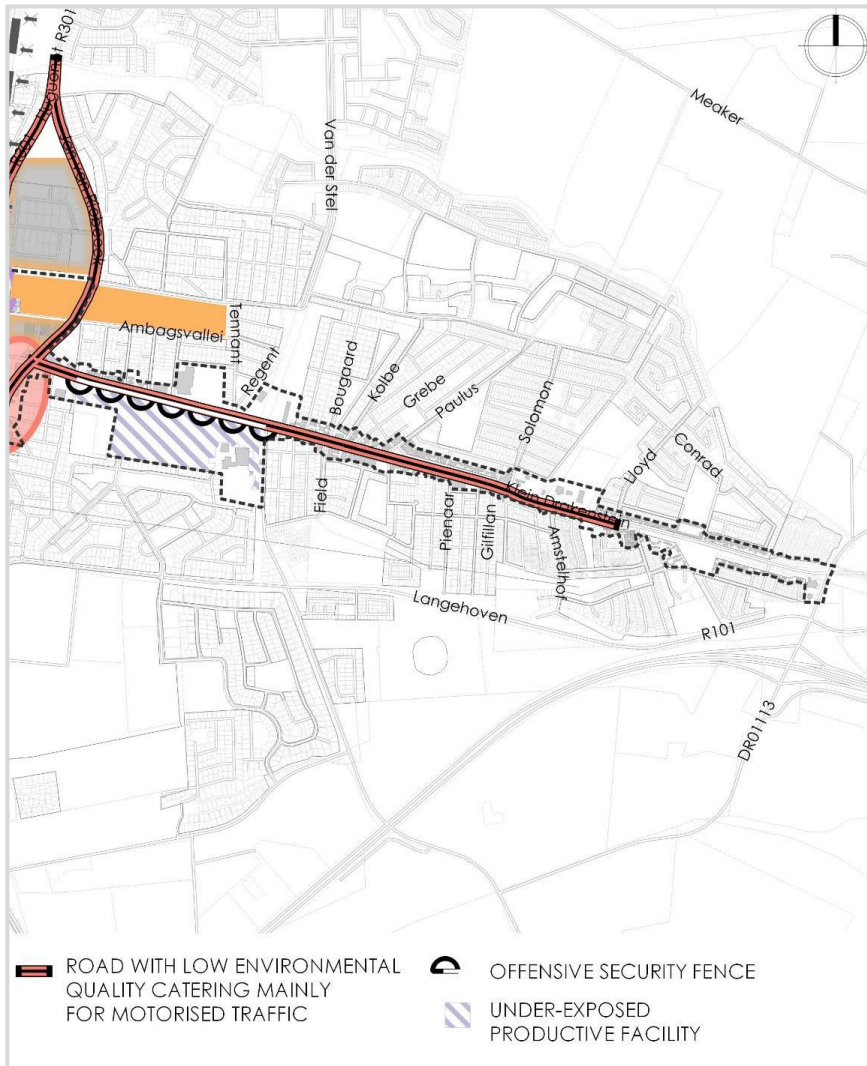 R301
Meaker
Van der Stel
Ambagsvallei
Tennant
Regent
Bougaard
Kolbe
Grebe
Paulus
Solomon
Lloyd
Conrad
Field
Pienaar
Gilfillan
Klein Drakenstein
Amstelhof
Langehoven
R101
DR01113
ROAD WITH LOW ENVIRONMENTAL
QUALITY CATERING MAINLY
FOR MOTORISED TRAFFIC
OFFENSIVE SECURITY FENCE
UNDER-EXPOSED
PRODUCTIVE FACILITY